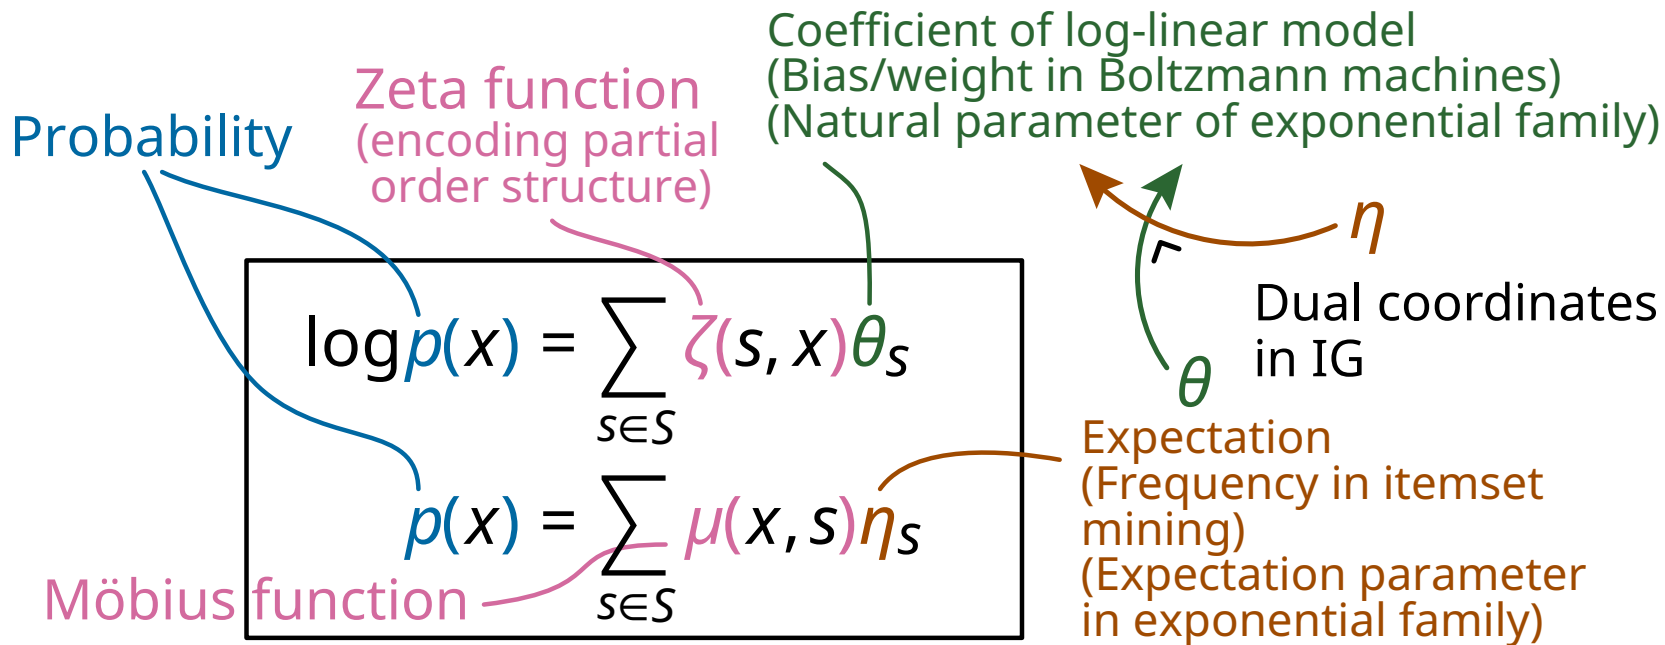 Coefficient of log-linear model
(Bias/weight in Boltzmann machines)
(Natural parameter of exponential family)
Zeta function
(encoding partial
order structure)
Probability
η
Dual coordinates
in IG
θ
log p(x) = ∑ ζ(s, x)θₛ
s∈S
p(x) = ∑ μ(x, s)ηₛ
s∈S
Möbius function
Expectation
(Frequency in itemset
mining)
(Expectation parameter
in exponential family)